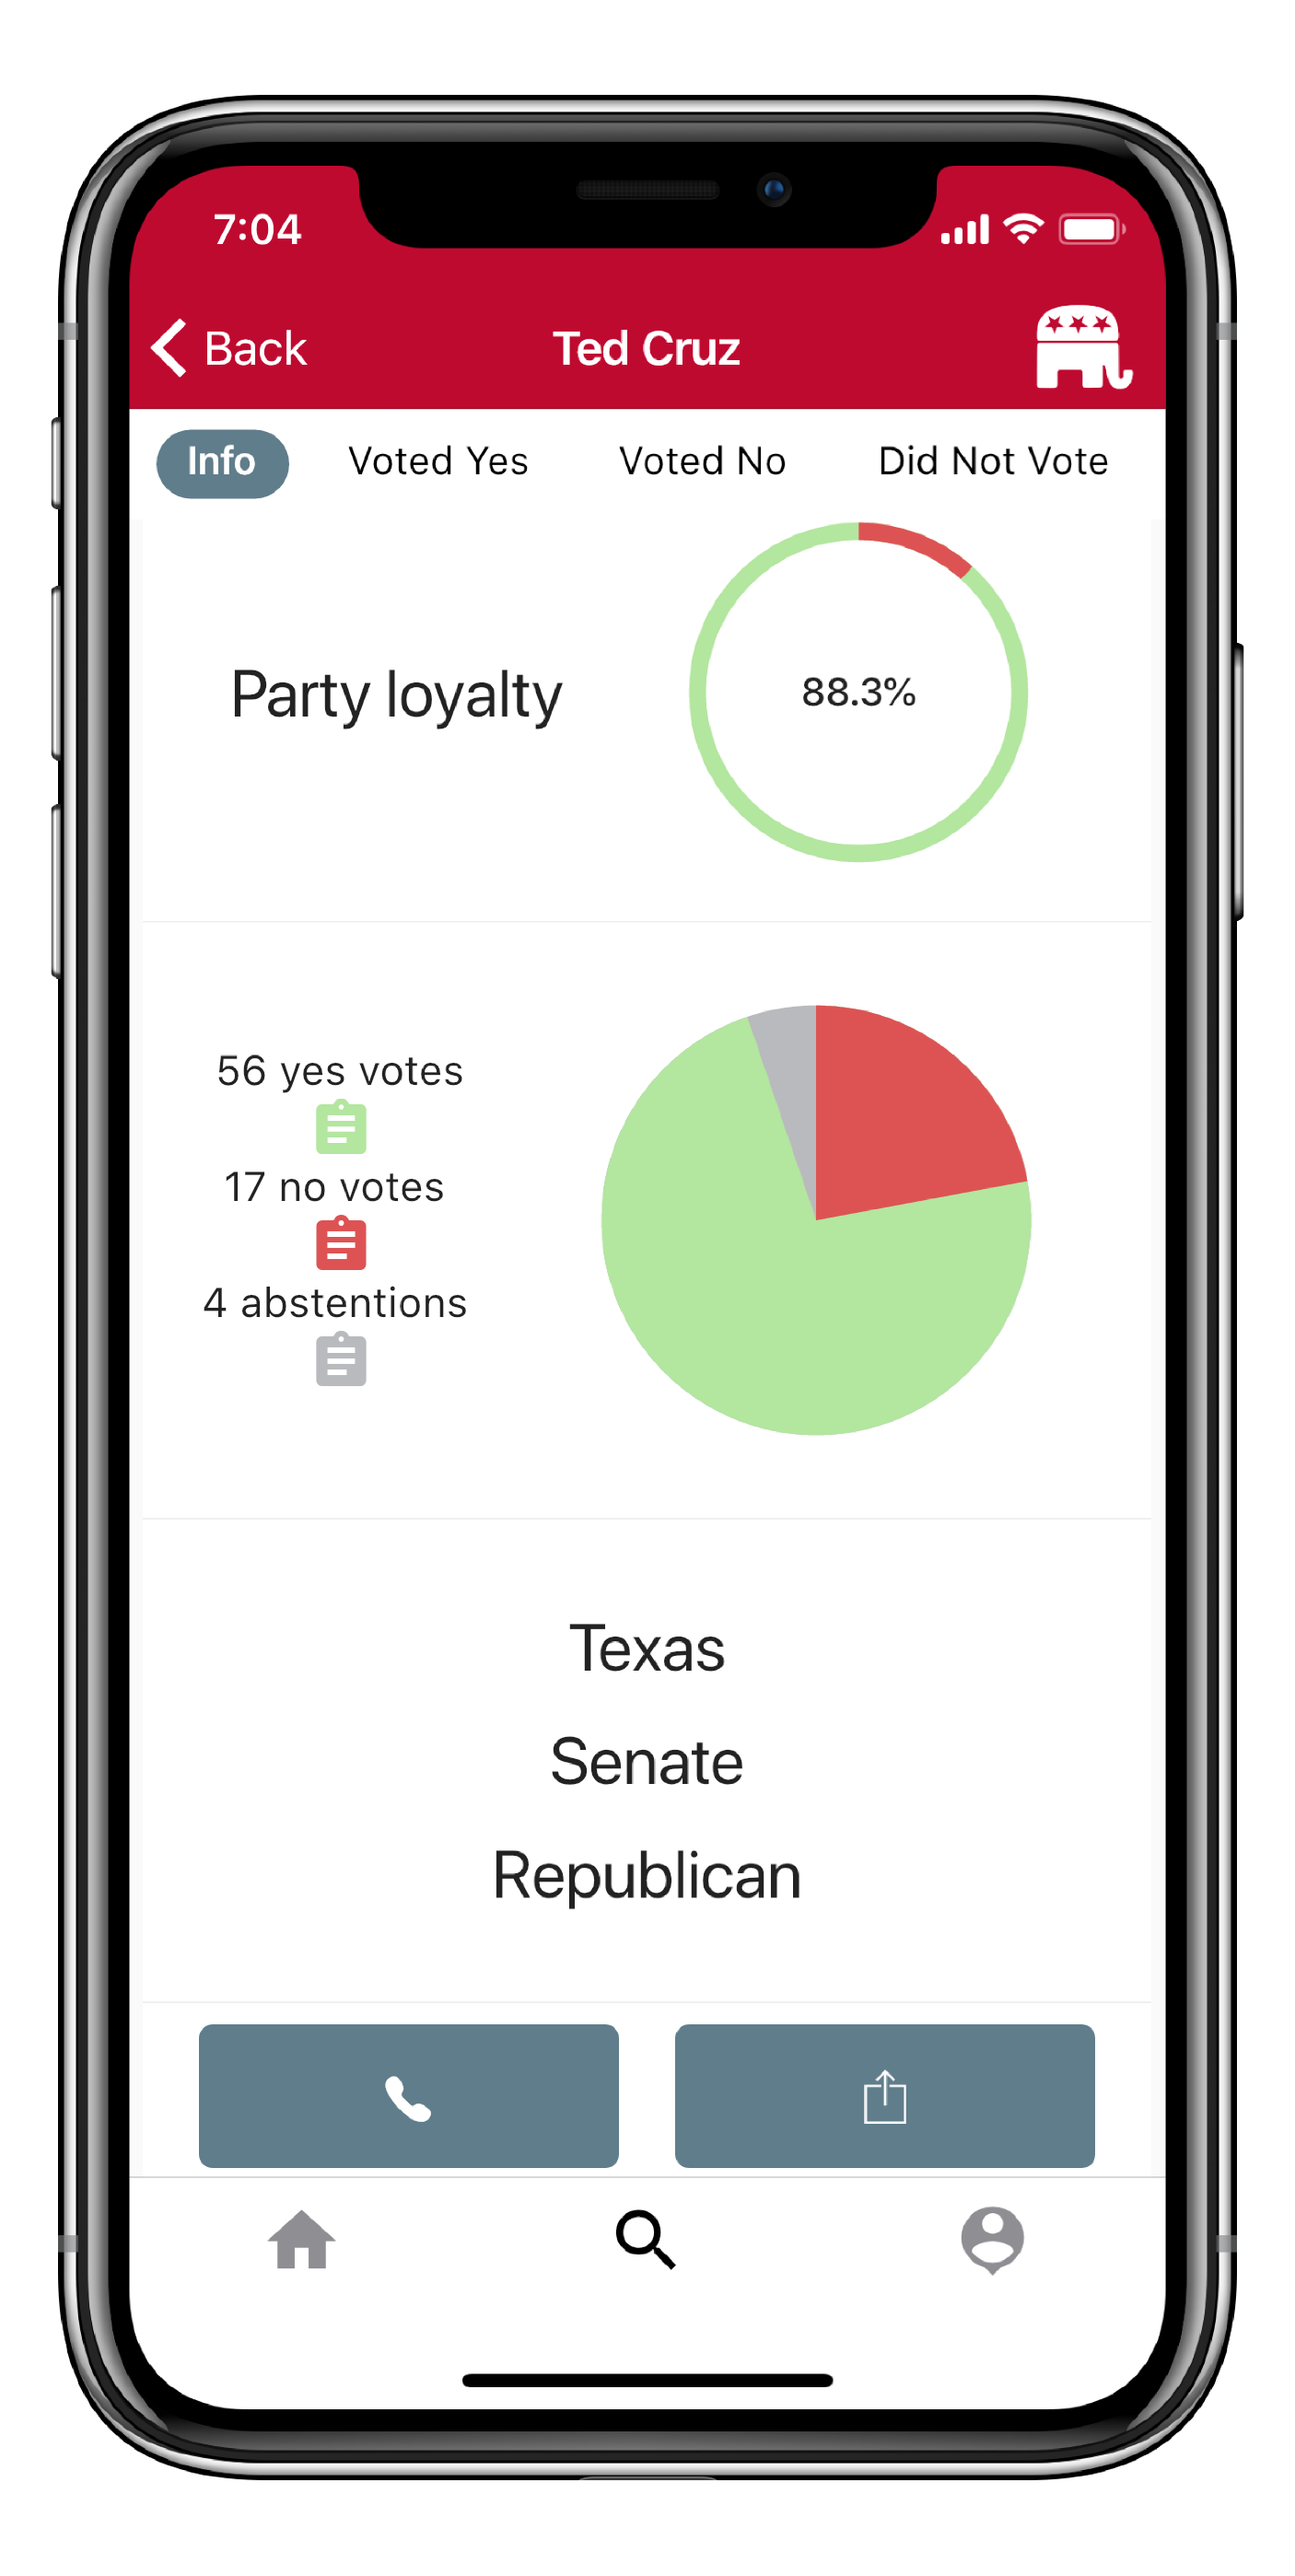 7:04
Back
Ted Cruz
Info
Voted Yes
Voted No
Did Not Vote
Party loyalty
88.3%
56 yes votes
17 no votes
4 abstentions
Texas
Senate
Republican